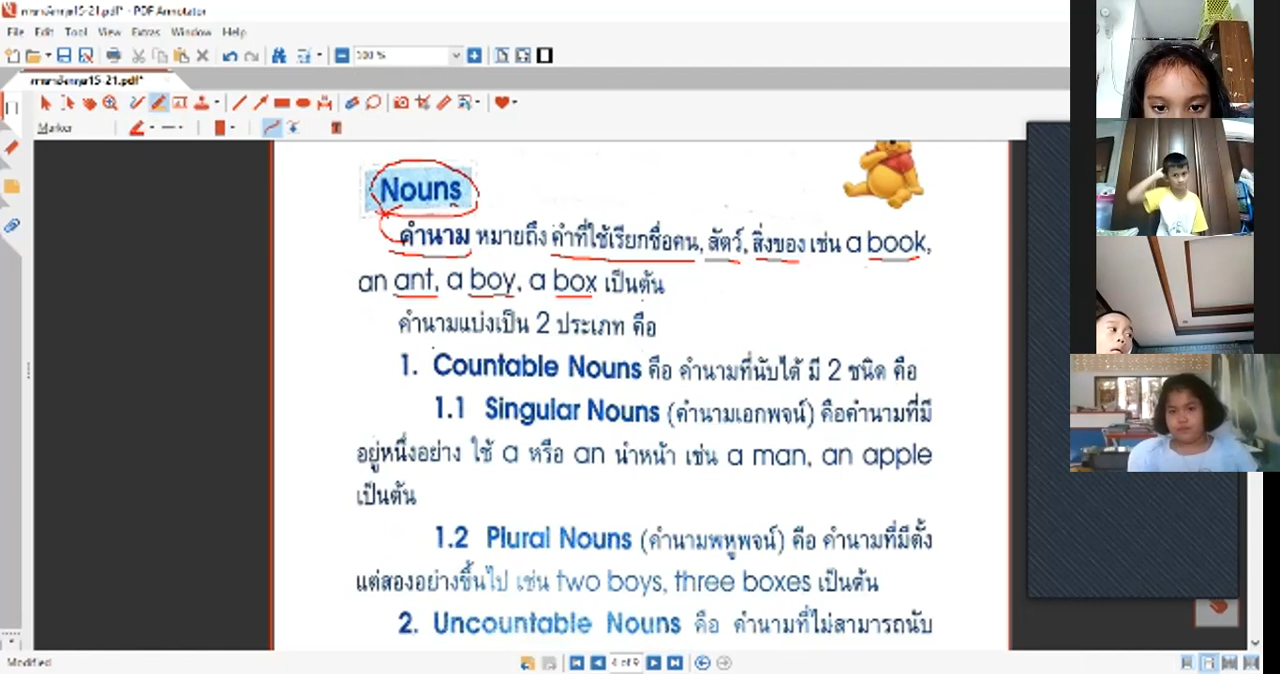 PDF Annotator
File Edit Tool View Extras Window Help
100 %
Marker
Nouns
คำนาม หมายถึง คำที่ใช้เรียกชื่อคน, สัตว์, สิ่งของ เช่น a book,
an ant, a boy, a box เป็นต้น
คำนามแบ่งเป็น 2 ประเภท คือ
1. Countable Nouns คือ คำนามที่นับได้ มี 2 ชนิด คือ
1.1 Singular Nouns (คำนามเอกพจน์) คือคำนามที่มี
อยู่หนึ่งอย่าง ใช้ a หรือ an นำหน้า เช่น a man, an apple
เป็นต้น
1.2 Plural Nouns (คำนามพหูพจน์) คือ คำนามที่มีตั้ง
แต่สองอย่างขึ้นไป เช่น two boys, three boxes เป็นต้น
2. Uncountable Nouns คือ คำนามที่ไม่สามารถนับ
Modified
4 of 9